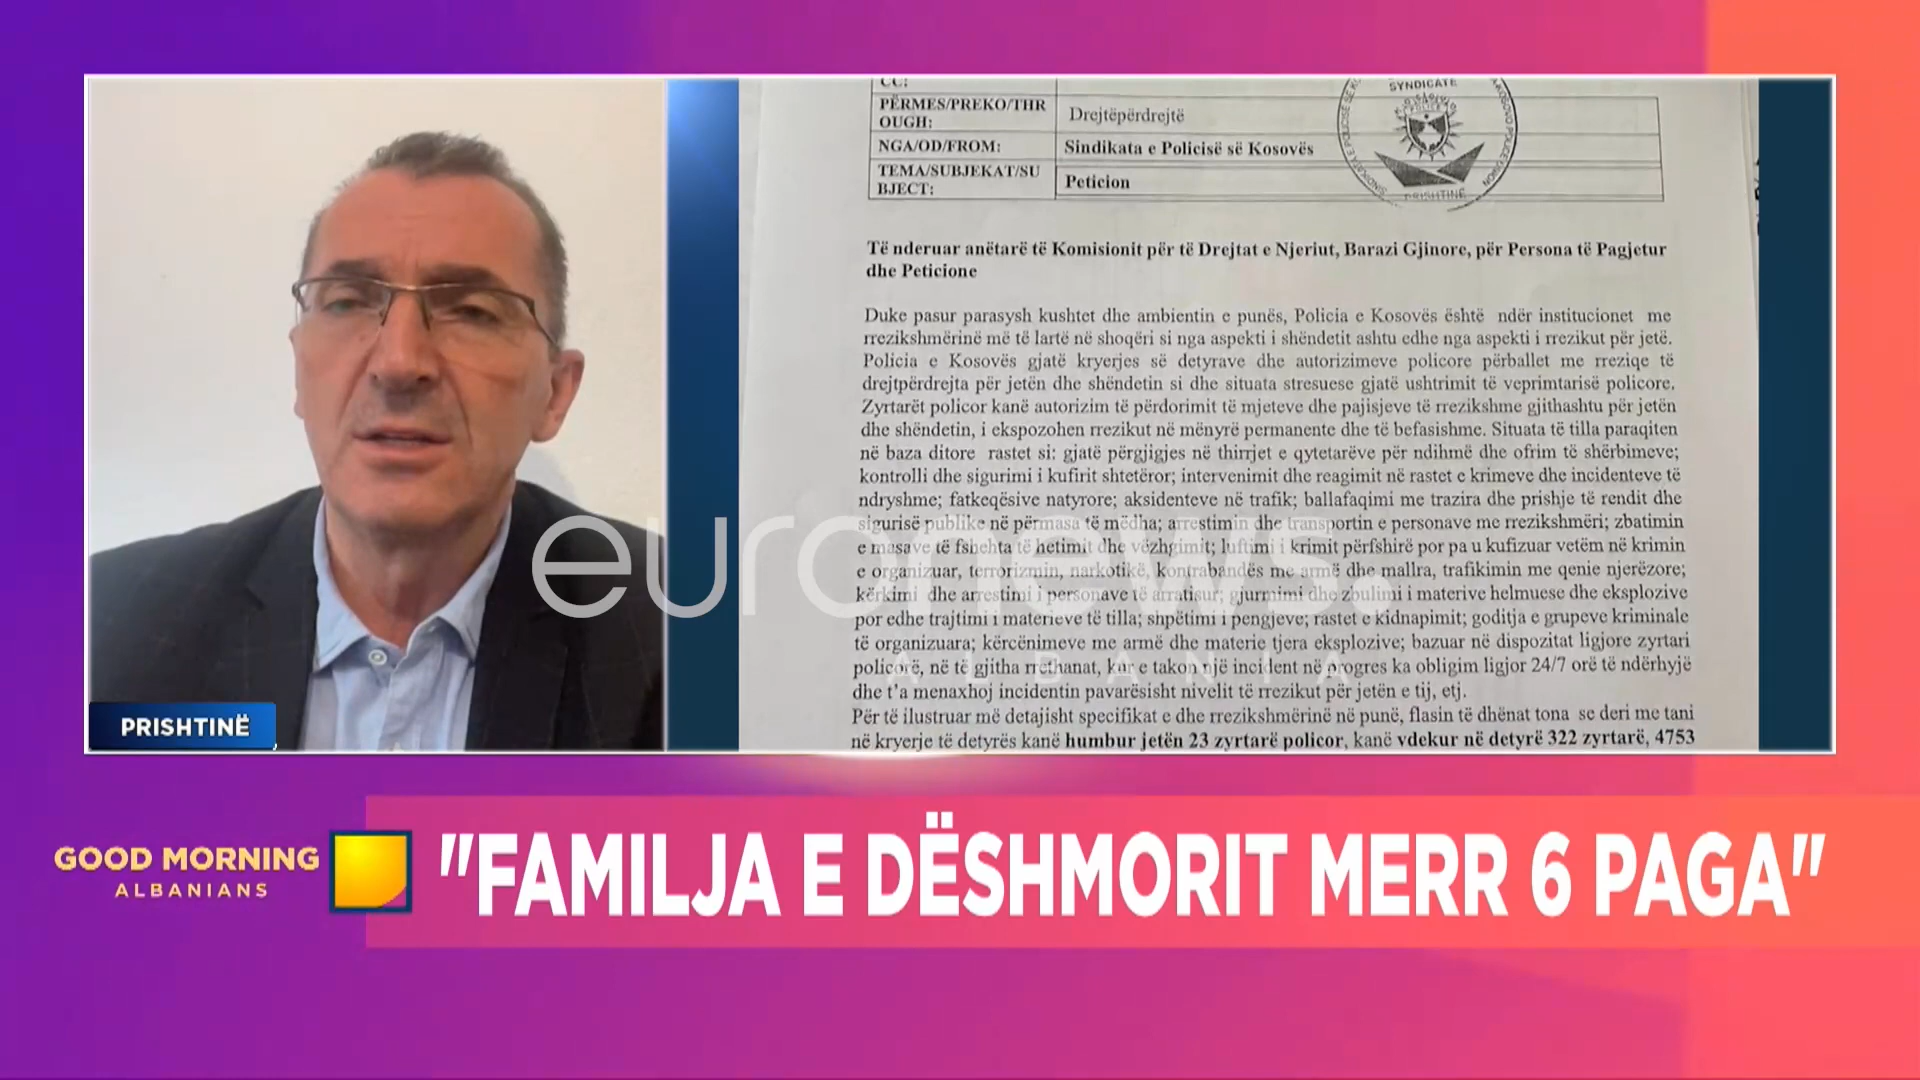 CC:
PËRMES/PREKO/THR
OUGH:
Drejtëpërdrejtë
NGA/OD/FROM:
Sindikata e Policisë së Kosovës
TEMA/SUBJEKAT/SU
BJECT:
Peticion
SYNDICATE
POLICE
PRISHTINË
Të nderuar anëtarë të Komisionit për të Drejtat e Njeriut, Barazi Gjinore, për Persona të Pagjetur
dhe Peticione
Duke pasur parasysh kushtet dhe ambientin e punës, Policia e Kosovës është ndër institucionet me
rrezikshmërinë më të lartë në shoqëri si nga aspekti i shëndetit ashtu edhe nga aspekti i rrezikut për jetë.
Policia e Kosovës gjatë kryerjes së detyrave dhe autorizimeve policore përballet me rreziqe të
drejtpërdrejta për jetën dhe shëndetin si dhe situata stresuese gjatë ushtrimit të veprimtarisë policore.
Zyrtarët policor kanë autorizim të përdorimit të mjeteve dhe pajisjeve të rrezikshme gjithashtu për jetën
dhe shëndetin, i ekspozohen rrezikut në mënyrë permanente dhe të befasishme. Situata të tilla paraqiten
në baza ditore rastet si: gjatë përgjigjes në thirrjet e qytetarëve për ndihmë dhe ofrim të shërbimeve;
kontrolli dhe sigurimi i kufirit shtetëror; intervenimit dhe reagimit në rastet e krimeve dhe incidenteve të
ndryshme; fatkeqësive natyrore; aksidenteve në trafik; ballafaqimi me trazira dhe prishje të rendit dhe
sigurisë publike në përmasa të mëdha; arrestimin dhe transportin e personave me rrezikshmëri; zbatimin
e masave të fshehta të hetimit dhe vëzhgimit; luftimi i krimit përfshirë por pa u kufizuar vetëm në krimin
e organizuar, terrorizmin, narkotikë, kontrabandës me armë dhe mallra, trafikimin me qenie njerëzore;
kërkimi dhe arrestimi i personave të arratisur; gjurmimi dhe zbulimi i materive helmuese dhe eksplozive
por edhe trajtimi i materieve të tilla; shpëtimi i pengjeve; rastet e kidnapimit; goditja e grupeve kriminale
të organizuara; kërcënimeve me armë dhe materie tjera eksplozive; bazuar në dispozitat ligjore zyrtari
policorë, në të gjitha rrethanat, kur e takon një incident në progres ka obligim ligjor 24/7 orë të ndërhyjë
dhe t'a menaxhoj incidentin pavarësisht nivelit të rrezikut për jetën e tij, etj.
Për të ilustruar më detajisht specifikat e dhe rrezikshmërinë në punë, flasin të dhënat tona se deri me tani
në kryerje të detyrës kanë humbur jetën 23 zyrtarë policor, kanë vdekur në detyrë 322 zyrtarë, 4753
euronews.
ALBANIA
PRISHTINË
GOOD MORNING
ALBANIANS
"FAMILJA E DËSHMORIT MERR 6 PAGA"